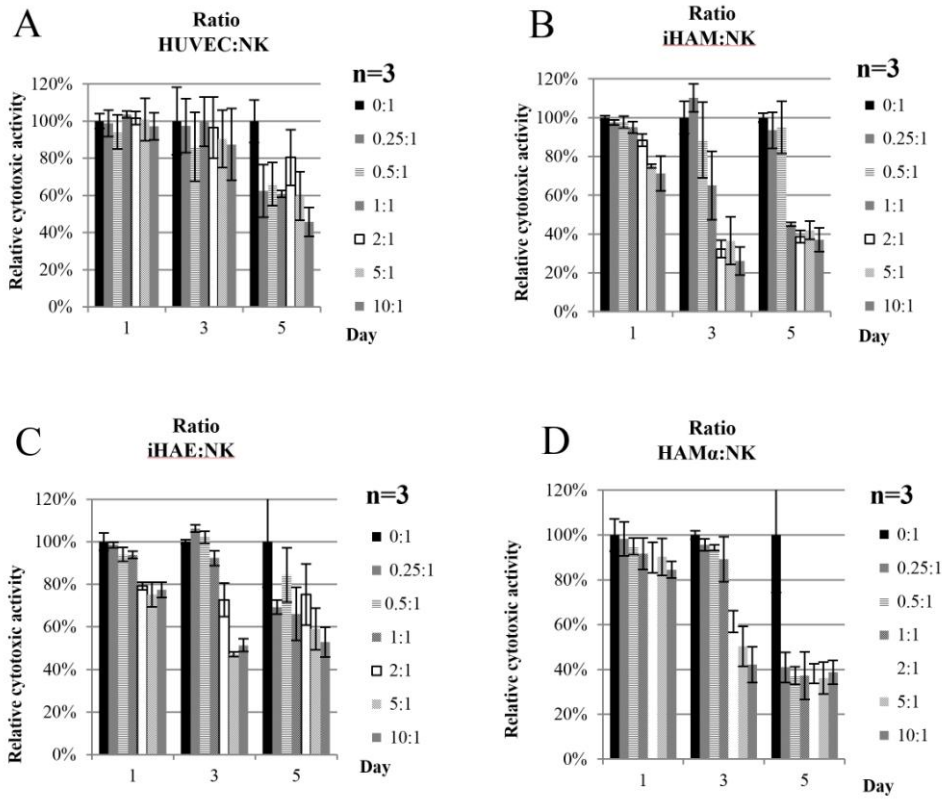 A
Ratio
HUVEC:NK
n=3
Relative cytotoxic activity
120%
100%
80%
60%
40%
20%
0%
1
3
5
Day
0:1
0.25:1
0.5:1
1:1
2:1
5:1
10:1
B
Ratio
iHAM:NK
n=3
Relative cytotoxic activity
120%
100%
80%
60%
40%
20%
0%
1
3
5
Day
0:1
0.25:1
0.5:1
1:1
2:1
5:1
10:1
C
Ratio
iHAE:NK
n=3
Relative cytotoxic activity
120%
100%
80%
60%
40%
20%
0%
1
3
5
Day
0:1
0.25:1
0.5:1
1:1
2:1
5:1
10:1
D
Ratio
HAMα:NK
n=3
Relative cytotoxic activity
120%
100%
80%
60%
40%
20%
0%
1
3
5
Day
0:1
0.25:1
0.5:1
1:1
2:1
5:1
10:1